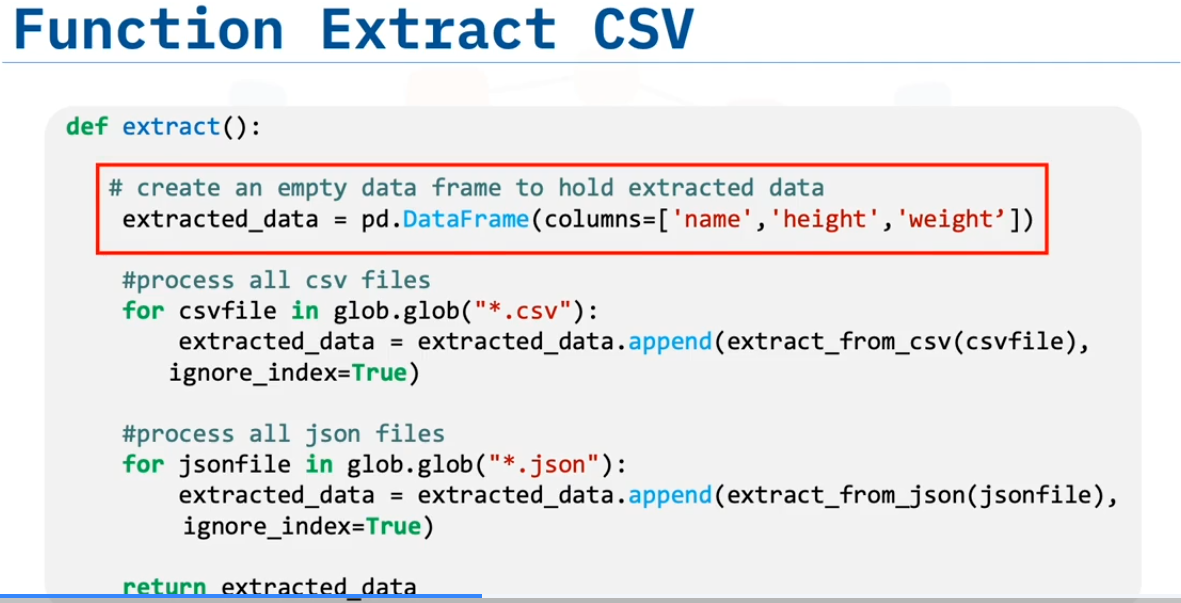 Function Extract CSV
def extract():
# create an empty data frame to hold extracted data
extracted_data = pd.DataFrame(columns=['name','height','weight’])
#process all csv files
for csvfile in glob.glob("*.csv"):
extracted_data = extracted_data.append(extract_from_csv(csvfile),
ignore_index=True)
#process all json files
for jsonfile in glob.glob("*.json"):
extracted_data = extracted_data.append(extract_from_json(jsonfile),
ignore_index=True)
return extracted_data